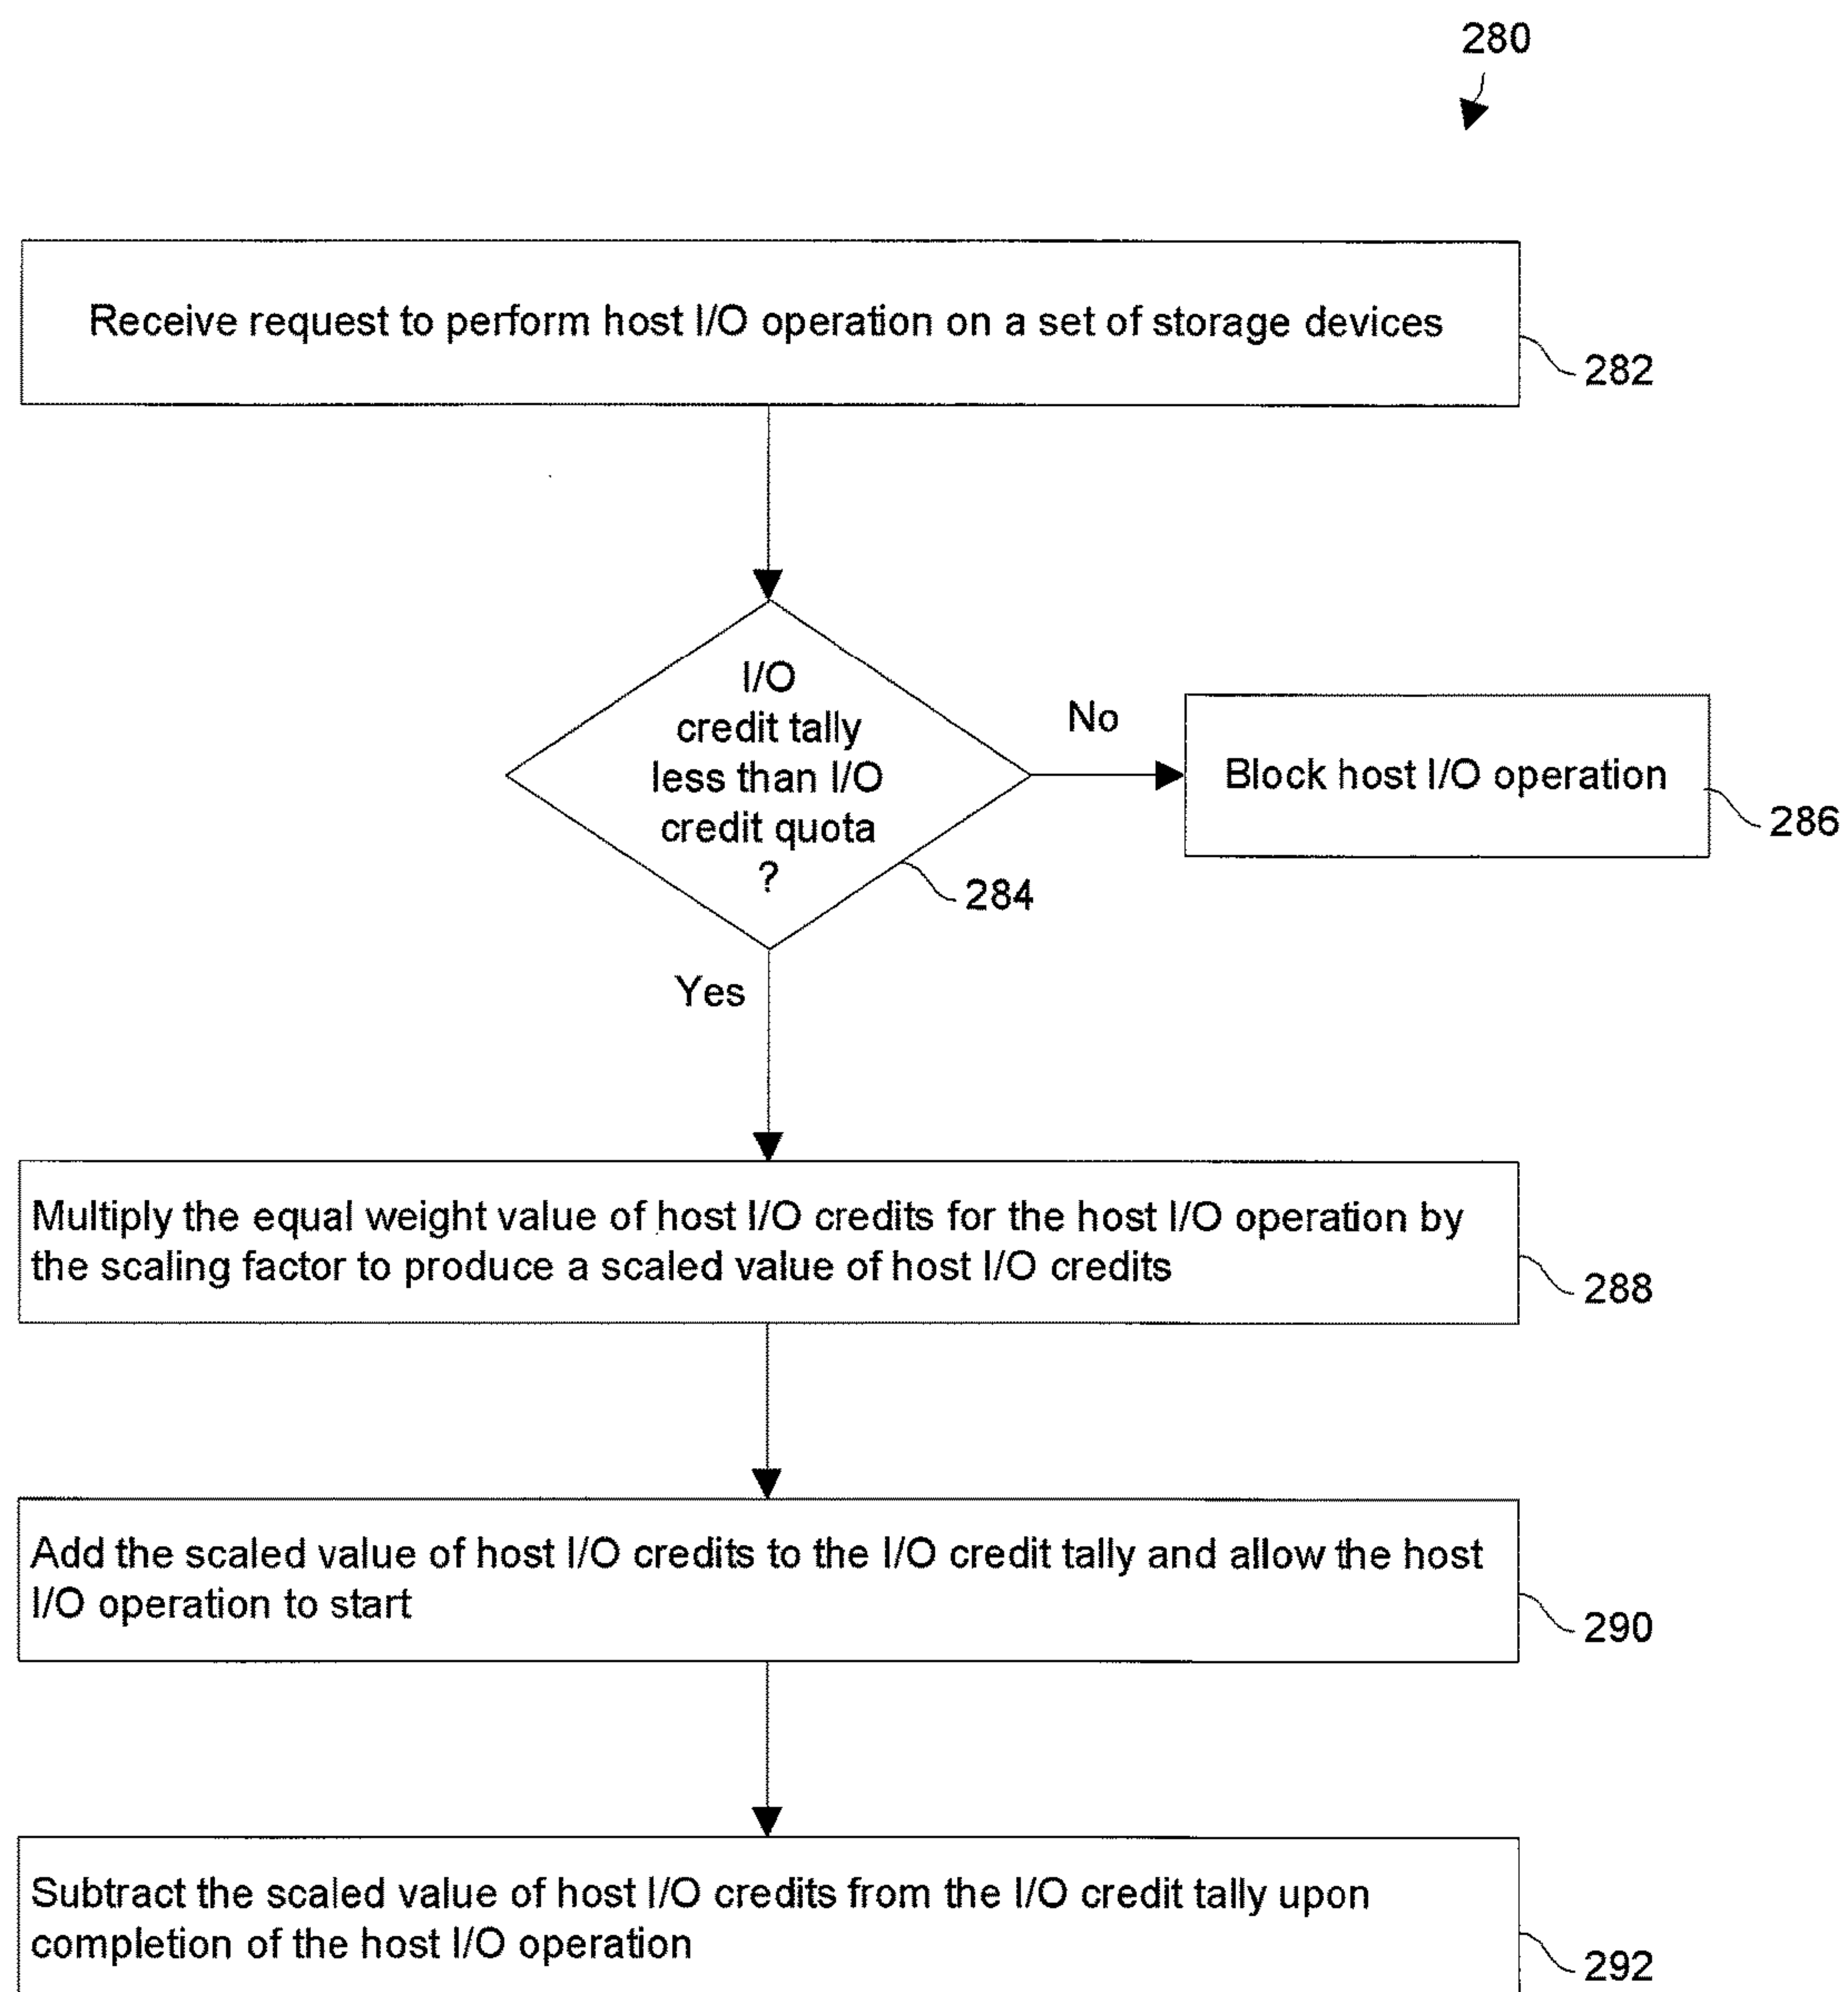 280
Receive request to perform host I/O operation on a set of storage devices
282
I/O
credit tally
less than I/O
credit quota
?
284
No
Block host I/O operation
286
Yes
Multiply the equal weight value of host I/O credits for the host I/O operation by
the scaling factor to produce a scaled value of host I/O credits
288
Add the scaled value of host I/O credits to the I/O credit tally and allow the host
I/O operation to start
290
Subtract the scaled value of host I/O credits from the I/O credit tally upon
completion of the host I/O operation
292